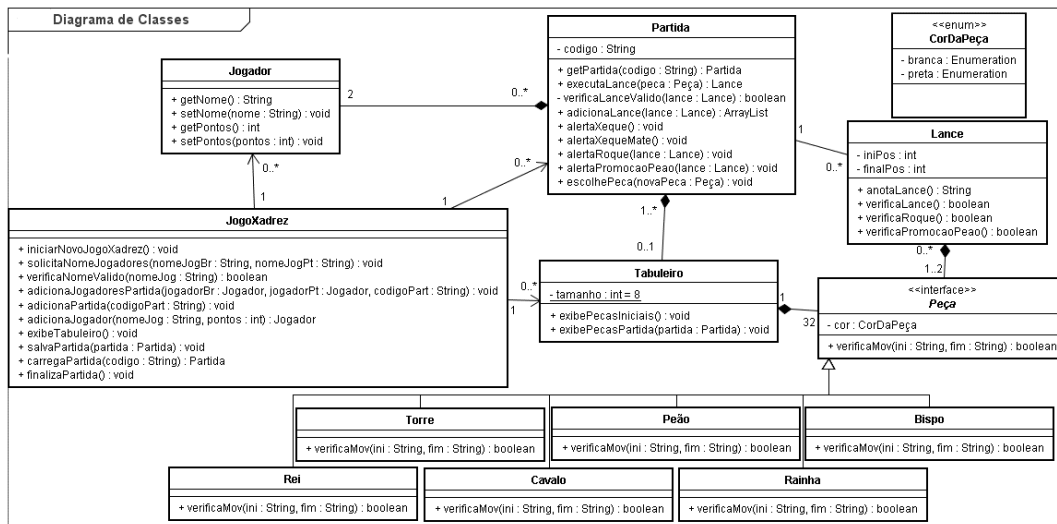 Diagrama de Classes
Partida
- codigo : String
+ getPartida(codigo : String) : Partida
+ executaLance(peca : Peça) : Lance
- verificaLanceValido(lance : Lance) : boolean
+ adicionaLance(lance : Lance) : ArrayList
+ alertaXeque() : void
+ alertaXequeMate() : void
+ alertaRoque(lance : Lance) : void
+ alertaPromocaoPeao(lance : Lance) : void
+ escolhePeca(novaPeca : Peça) : void
<<enum>>
CorDaPeça
- branca : Enumeration
- preta : Enumeration
Jogador
+ getNome() : String
+ setNome(nome : String) : void
+ getPontos() : int
+ setPontos(pontos : int) : void
2
0..*
1
0..*
Lance
- iniPos : int
- finalPos : int
+ anotaLance() : String
+ verificaLance() : boolean
+ verificaRoque() : boolean
+ verificaPromocaoPeao() : boolean
0..*
1
0..*
1
1..*
0..1
0..*
1..2
JogoXadrez
+ iniciarNovoJogoXadrez() : void
+ solicitaNomeJogadores(nomeJogBr : String, nomeJogPt : String) : void
+ verificaNomeValido(nomeJog : String) : boolean
+ adicionaJogadoresPartida(jogadorBr : Jogador, jogadorPt : Jogador, codigoPart : String) : void
+ adicionaPartida(codigoPart : String) : void
+ adicionaJogador(nomeJog : String, pontos : int) : Jogador
+ exibeTabuleiro() : void
+ salvaPartida(partida : Partida) : void
+ carregaPartida(codigo : String) : Partida
+ finalizaPartida() : void
0..*
1
Tabuleiro
- tamanho : int = 8
+ exibePecasIniciais() : void
+ exibePecasPartida(partida : Partida) : void
1
32
<<interface>>
Peça
- cor : CorDaPeça
+ verificaMov(ini : String, fim : String) : boolean
Torre
+ verificaMov(ini : String, fim : String) : boolean
Peão
+ verificaMov(ini : String, fim : String) : boolean
Bispo
+ verificaMov(ini : String, fim : String) : boolean
Rei
+ verificaMov(ini : String, fim : String) : boolean
Cavalo
+ verificaMov(ini : String, fim : String) : boolean
Rainha
+ verificaMov(ini : String, fim : String) : boolean